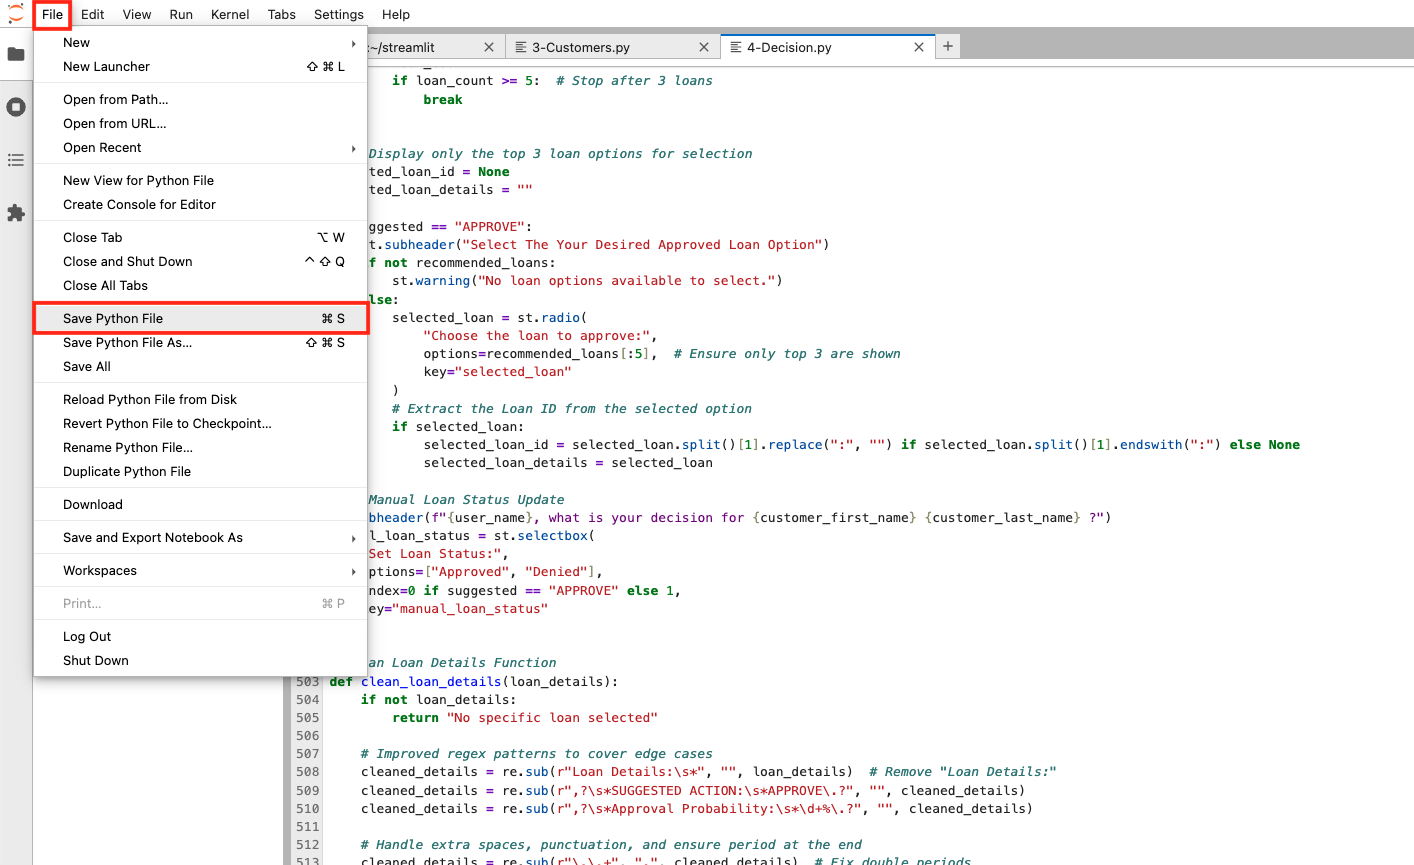 File Edit View Run Kernel Tabs Settings Help
:~/streamlit 3-Customers.py 4-Decision.py
New
New Launcher ⇧ ⌘ L
Open from Path...
Open from URL...
Open Recent
New View for Python File
Create Console for Editor
Close Tab ⌥ W
Close and Shut Down ^ ⇧ Q
Close All Tabs
Save Python File ⌘ S
Save Python File As... ⇧ ⌘ S
Save All
Reload Python File from Disk
Revert Python File to Checkpoint...
Rename Python File...
Duplicate Python File
Download
Save and Export Notebook As
Workspaces
Print... ⌘ P
Log Out
Shut Down
if loan_count >= 5:  # Stop after 3 loans
break
Display only the top 3 loan options for selection
ted_loan_id = None
ted_loan_details = ""
ggested == "APPROVE":
t.subheader("Select The Your Desired Approved Loan Option")
f not recommended_loans:
st.warning("No loan options available to select.")
lse:
selected_loan = st.radio(
"Choose the loan to approve:",
options=recommended_loans[:5],  # Ensure only top 3 are shown
key="selected_loan"
)
# Extract the Loan ID from the selected option
if selected_loan:
selected_loan_id = selected_loan.split()[1].replace(":", "") if selected_loan.split()[1].endswith(":") else None
selected_loan_details = selected_loan
Manual Loan Status Update
bheader(f"{user_name}, what is your decision for {customer_first_name} {customer_last_name} ?")
l_loan_status = st.selectbox(
Set Loan Status:",
ptions=["Approved", "Denied"],
ndex=0 if suggested == "APPROVE" else 1,
ey="manual_loan_status"
an Loan Details Function
503 def clean_loan_details(loan_details):
504 if not loan_details:
505 return "No specific loan selected"
506
507 # Improved regex patterns to cover edge cases
508 cleaned_details = re.sub(r"Loan Details:\s*", "", loan_details)  # Remove "Loan Details:"
509 cleaned_details = re.sub(r",?\s*SUGGESTED ACTION:\s*APPROVE\.?", "", cleaned_details)
510 cleaned_details = re.sub(r",?\s*Approval Probability:\s*\d+%\.?", "", cleaned_details)
511
512 # Handle extra spaces, punctuation, and ensure period at the end
513 cleaned_details = re.sub(r"\.\.+", ".", cleaned_details)  # Fix double periods